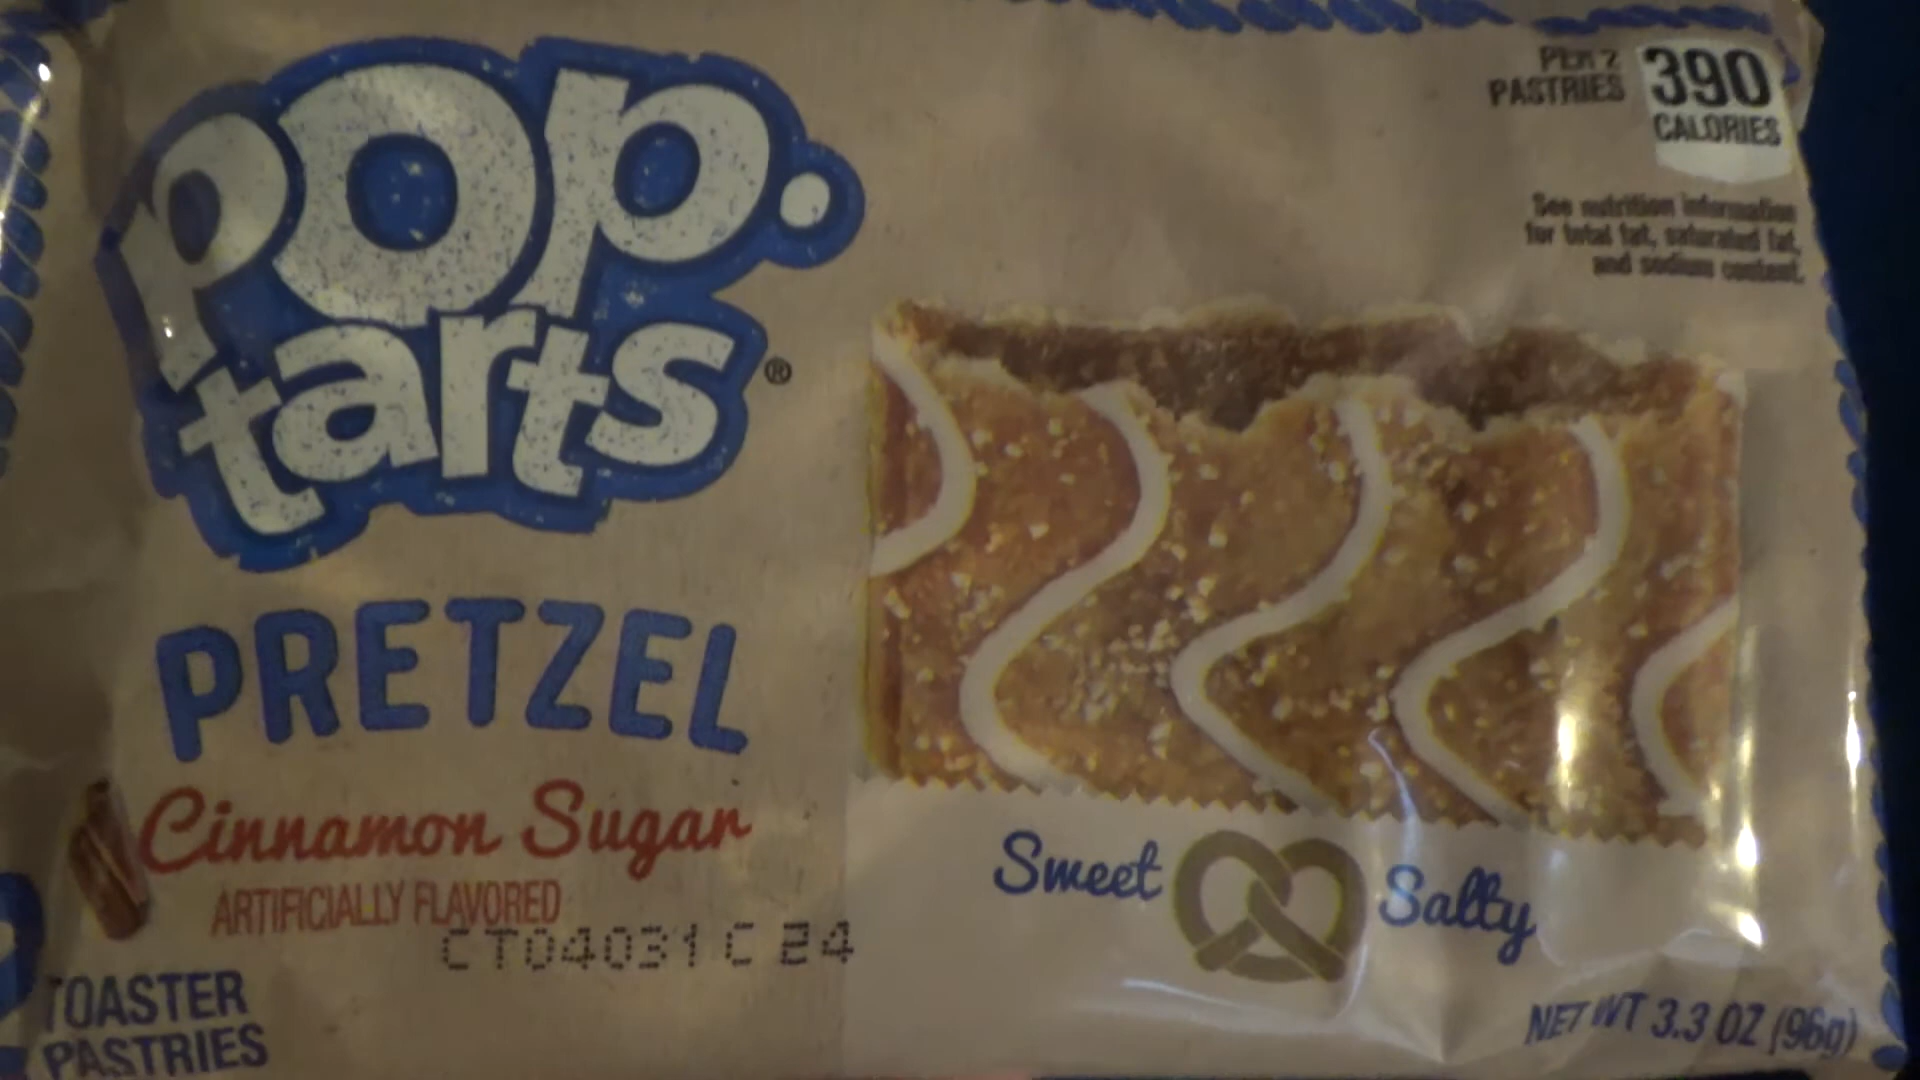 Pop.
tarts®
PRETZEL
Cinnamon Sugar
ARTIFICIALLY FLAVORED
CT04031 C 24
TOASTER
PASTRIES
PER 2
PASTRIES
390
CALORIES
See nutrition information
for total fat, saturated fat,
and sodium content.
Sweet Salty
NET WT 3.3 OZ (96g)